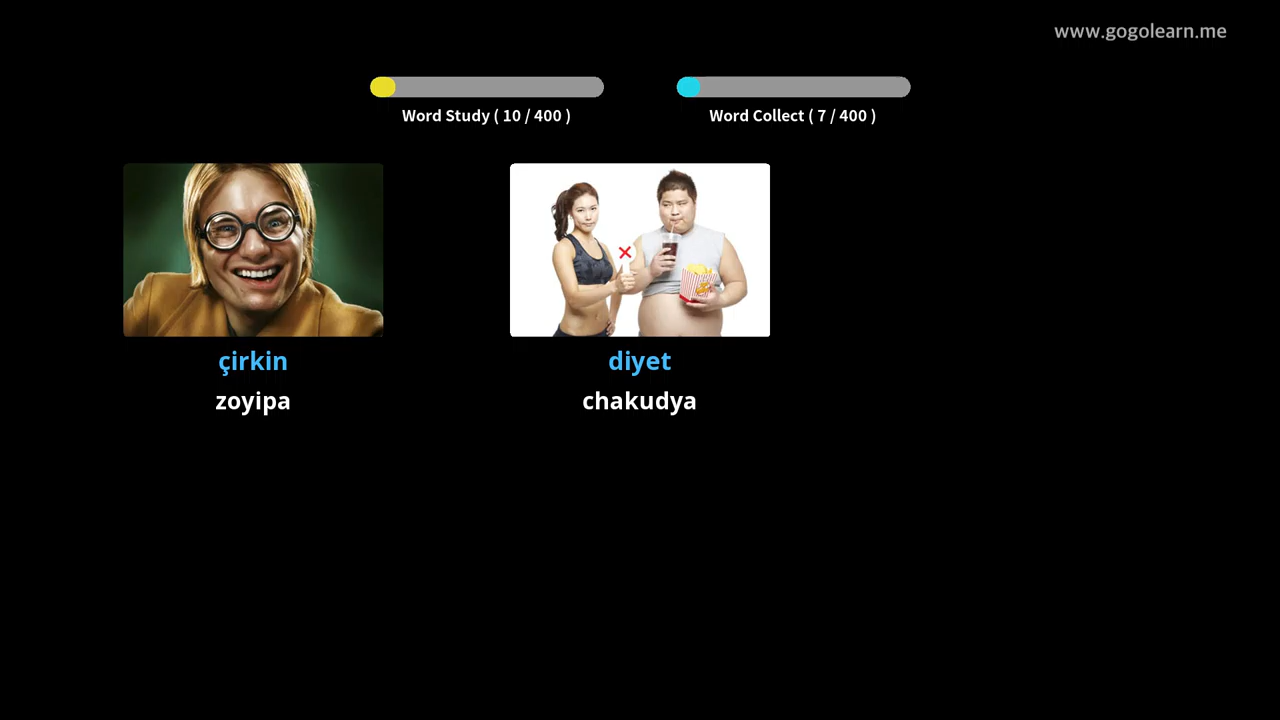 www.gogolearn.me
Word Study ( 10 / 400 )
Word Collect ( 7 / 400 )
çirkin
zoyipa
diyet
chakudya